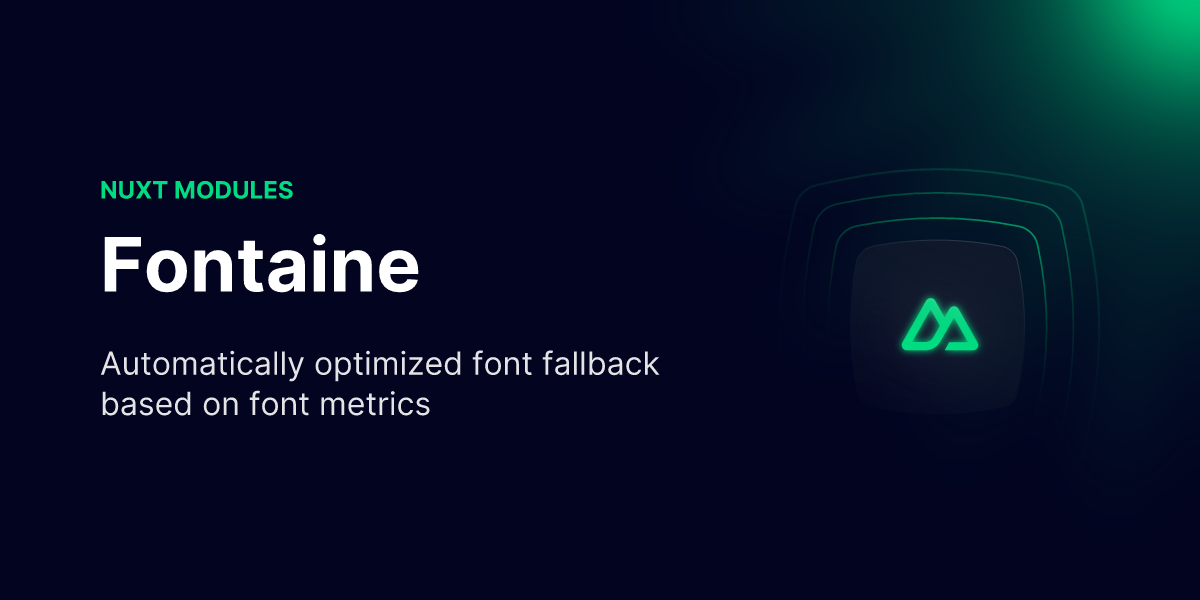 NUXT MODULES
Fontaine
Automatically optimized font fallback
based on font metrics